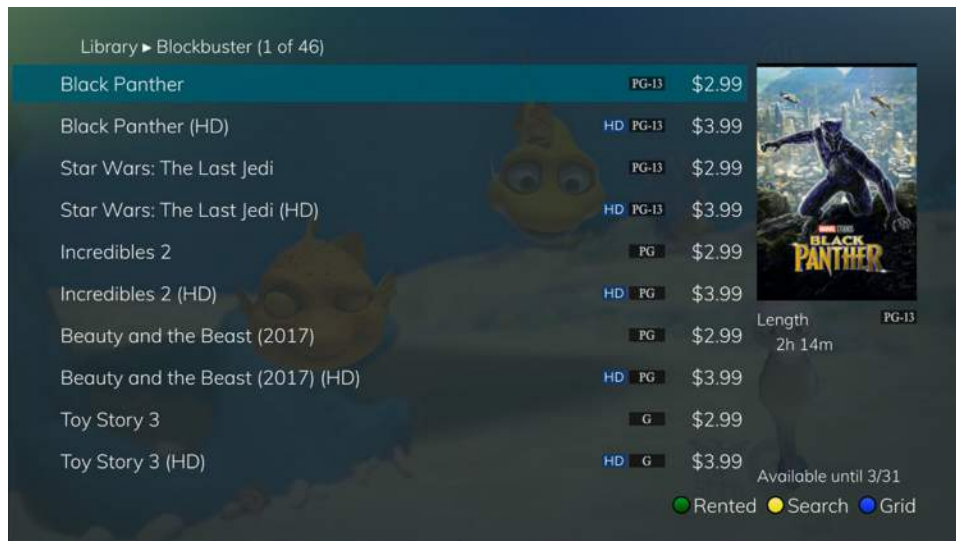 Library ▸ Blockbuster (1 of 46)
Black Panther PG-13 $2.99
Black Panther (HD) HD PG-13 $3.99
Star Wars: The Last Jedi PG-13 $2.99
Star Wars: The Last Jedi (HD) HD PG-13 $3.99
Incredibles 2 PG $2.99
Incredibles 2 (HD) HD PG $3.99
Beauty and the Beast (2017) PG $2.99
Beauty and the Beast (2017) (HD) HD PG $3.99
Toy Story 3 G $2.99
Toy Story 3 (HD) HD G $3.99
MARVEL STUDIOS
BLACK
PANTHER
Length PG-13
2h 14m
Available until 3/31
Rented Search Grid